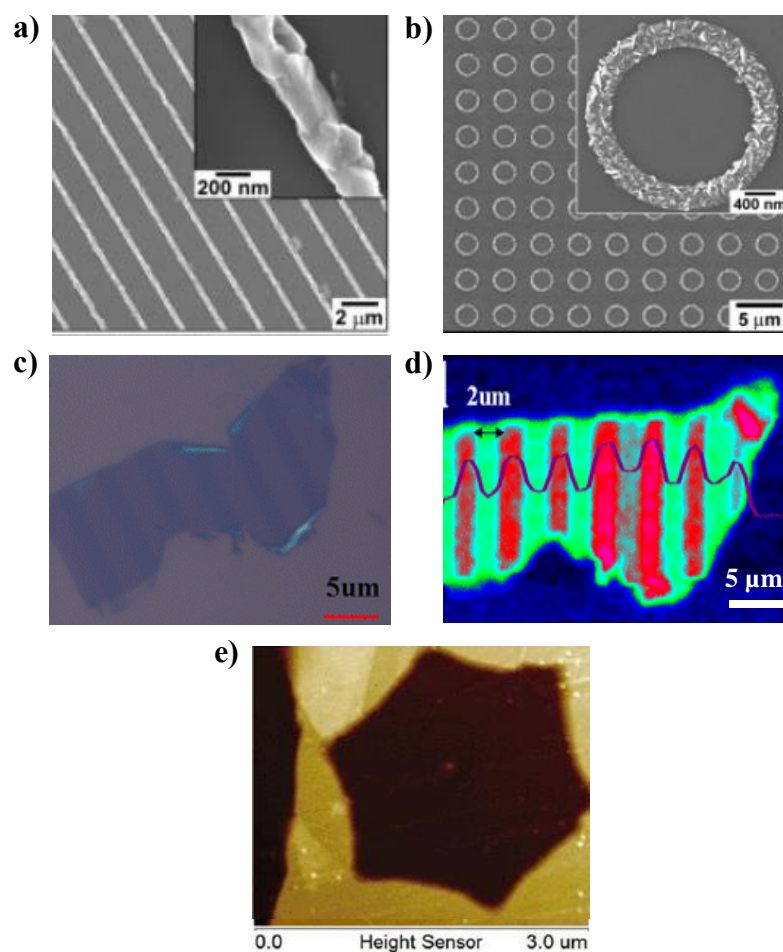 a)
200 nm
2 µm
b)
400 nm
5 µm
c)
5um
d)
2um
5 µm
e)
0.0 Height Sensor 3.0 um